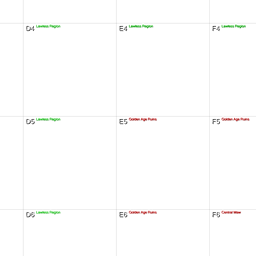 D4 Lawless Region
E4 Lawless Region
F4 Lawless Region
D5 Lawless Region
E5 Golden Age Ruins
F5 Golden Age Ruins
D6 Lawless Region
E6 Golden Age Ruins
F6 Central Maw